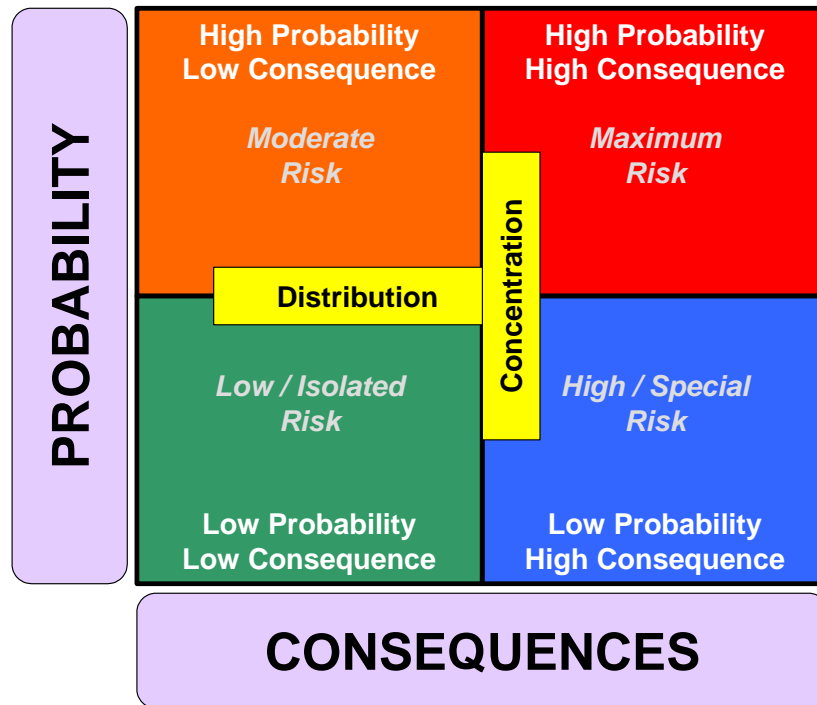 PROBABILITY
High Probability
Low Consequence
Moderate
Risk
High Probability
High Consequence
Maximum
Risk
Distribution
Concentration
Low / Isolated
Risk
Low Probability
Low Consequence
High / Special
Risk
Low Probability
High Consequence
CONSEQUENCES